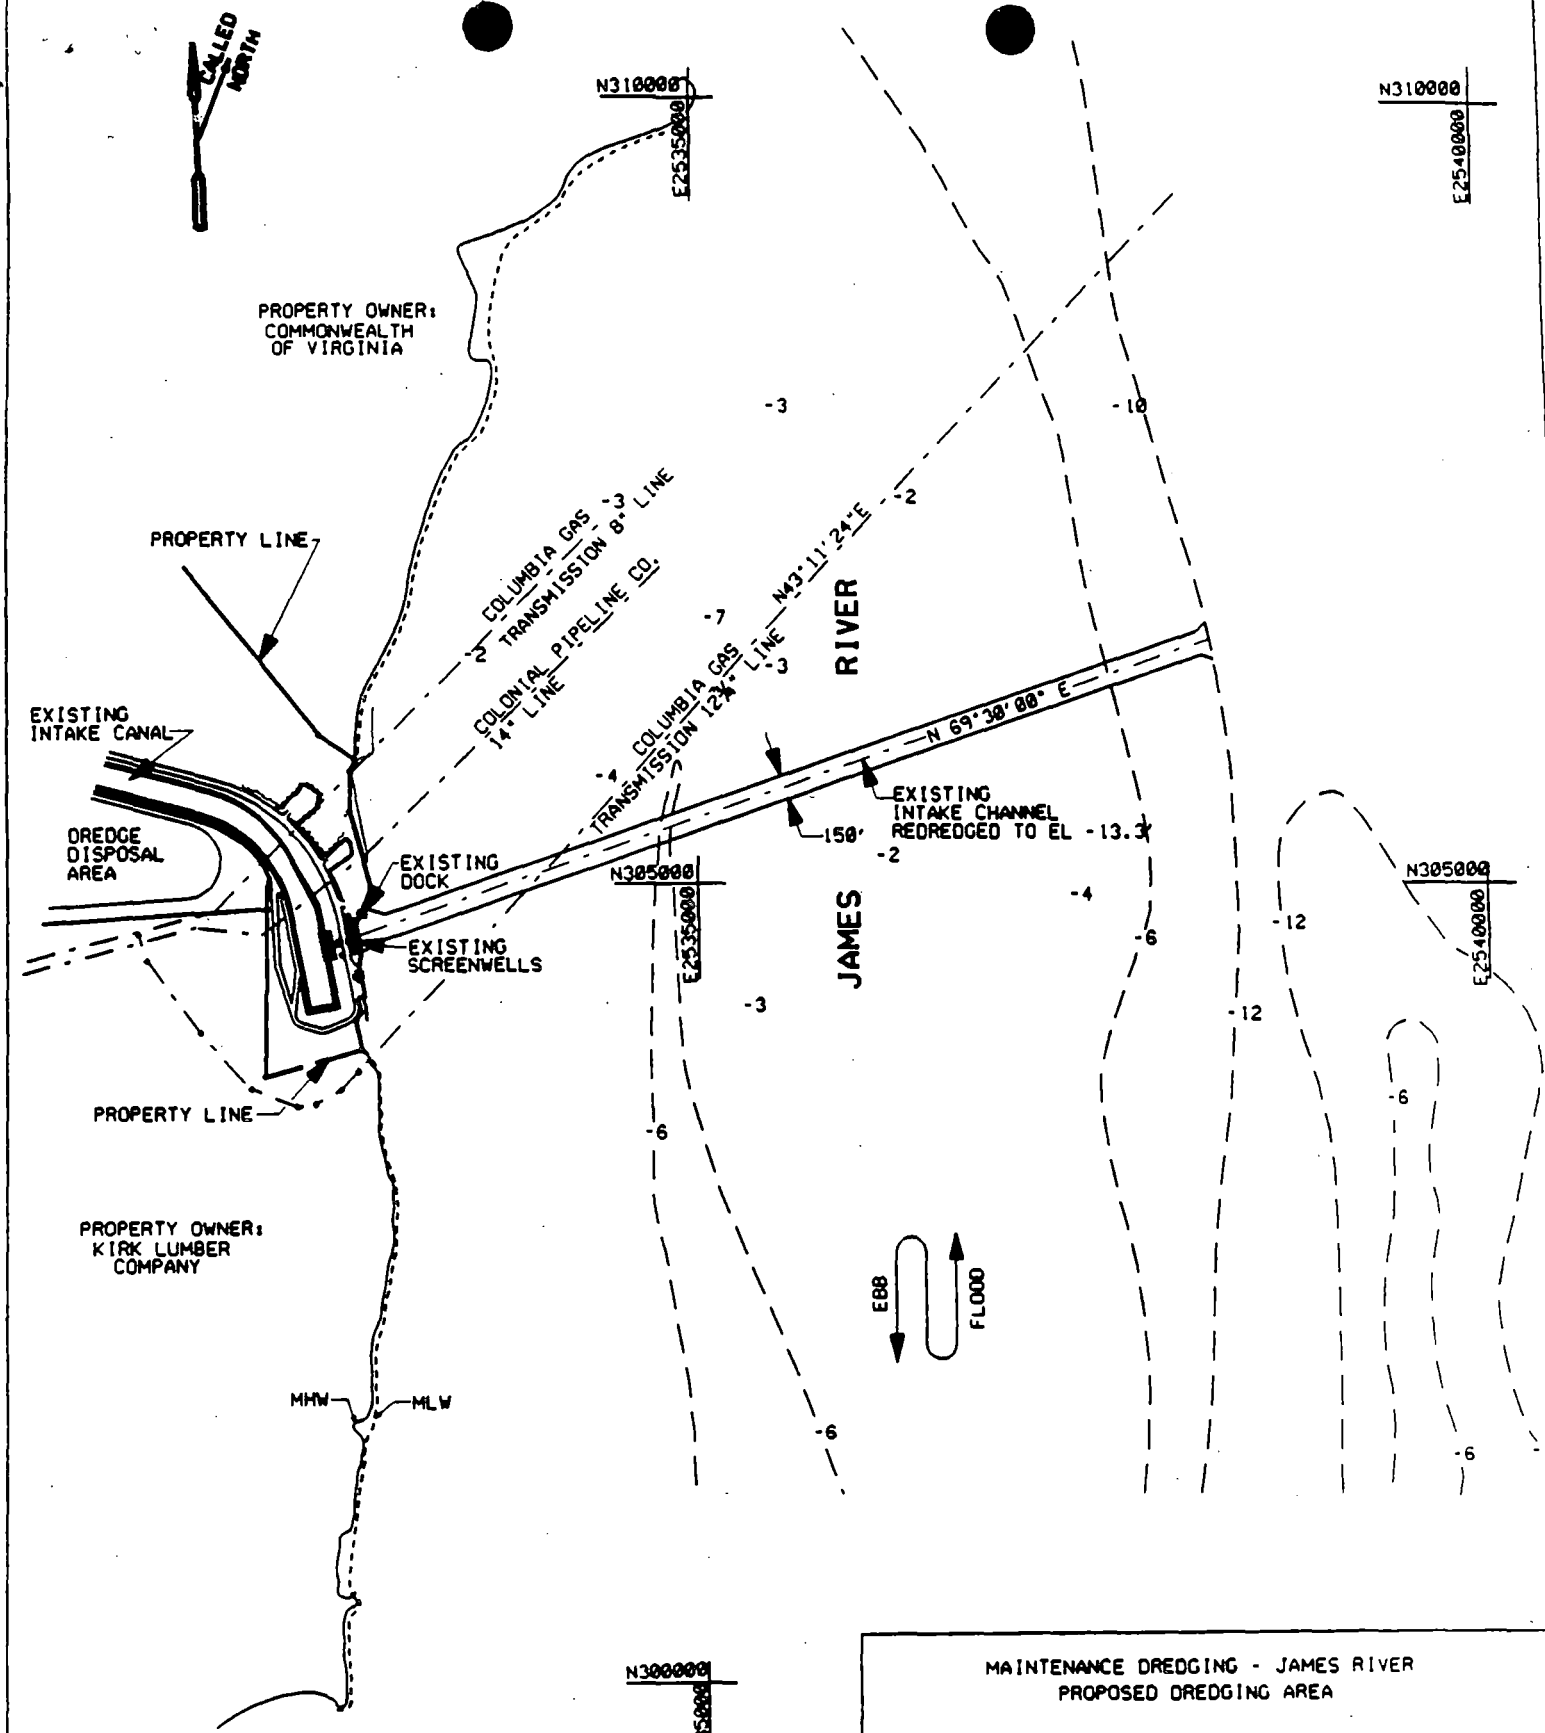 CALLED
NORTH
N310000
E2535000
N310000
E2540000
PROPERTY OWNER:
COMMONWEALTH
OF VIRGINIA
-3
-10
-3
-2
COLUMBIA GAS
TRANSMISSION 8" LINE
PROPERTY LINE
N43°11'24"E
COLONIAL PIPELINE CO.
14" LINE
-7
-2
-3
RIVER
COLUMBIA GAS
TRANSMISSION 12¾" LINE
N 69°30'00" E
EXISTING
INTAKE CANAL
-4
EXISTING
INTAKE CHANNEL
REDREDGED TO EL -13.3'
150'
-2
DREDGE
DISPOSAL
AREA
EXISTING
DOCK
N305000
E2535000
N305000
E2540000
-4
-6
-12
JAMES
EXISTING
SCREENWELLS
-3
-12
-6
PROPERTY LINE
-6
PROPERTY OWNER:
KIRK LUMBER
COMPANY
EBB
FLOOD
MHW
MLW
-6
-6
N300000
MAINTENANCE DREDGING - JAMES RIVER
PROPOSED DREDGING AREA